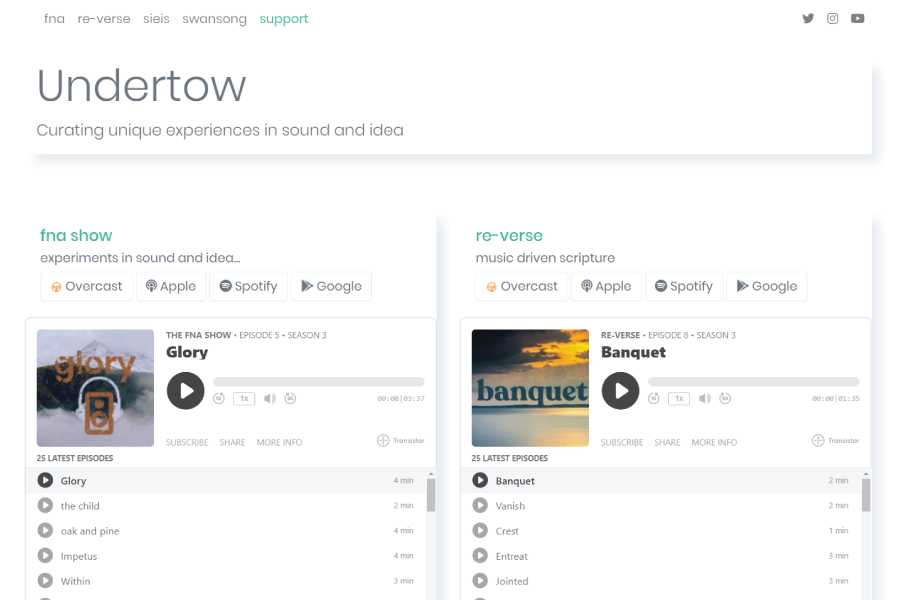 fna re-verse sieis swansong support
Undertow
Curating unique experiences in sound and idea
fna show
experiments in sound and idea...
Overcast Apple Spotify Google
glory
THE FNA SHOW • EPISODE 5 • SEASON 3
Glory
1x 00:00|03:37
SUBSCRIBE SHARE MORE INFO Transistor
25 LATEST EPISODES
Glory 4 min
the child 2 min
oak and pine 4 min
Impetus 4 min
Within 3 min
re-verse
music driven scripture
Overcast Apple Spotify Google
banquet
RE-VERSE • EPISODE 8 • SEASON 3
Banquet
1x 00:00|01:35
SUBSCRIBE SHARE MORE INFO Transistor
25 LATEST EPISODES
Banquet 2 min
Vanish 2 min
Crest 1 min
Entreat 3 min
Jointed 3 min